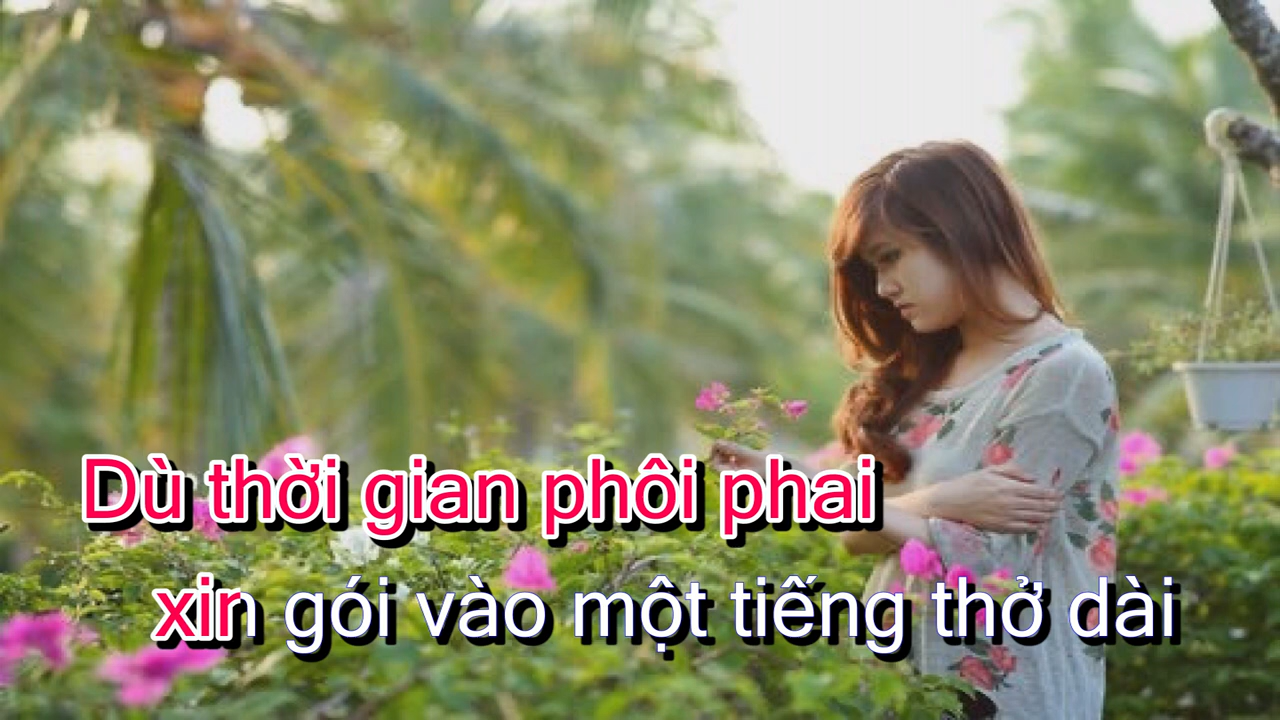 Dù thời gian phôi phai
xin gói vào một tiếng thở dài